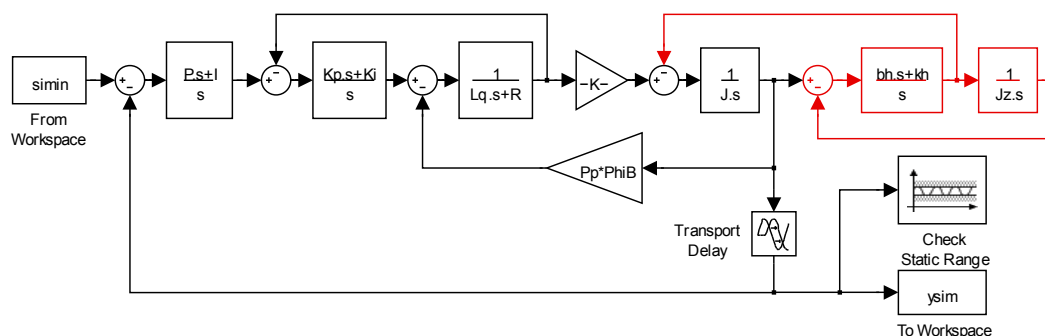 simin
From
Workspace
P.s+I
s
Kp.s+Ki
s
1
Lq.s+R
-K-
1
J.s
bh.s+kh
s
1
Jz.s
Pp*PhiB
Transport
Delay
Check
Static Range
ysim
To Workspace